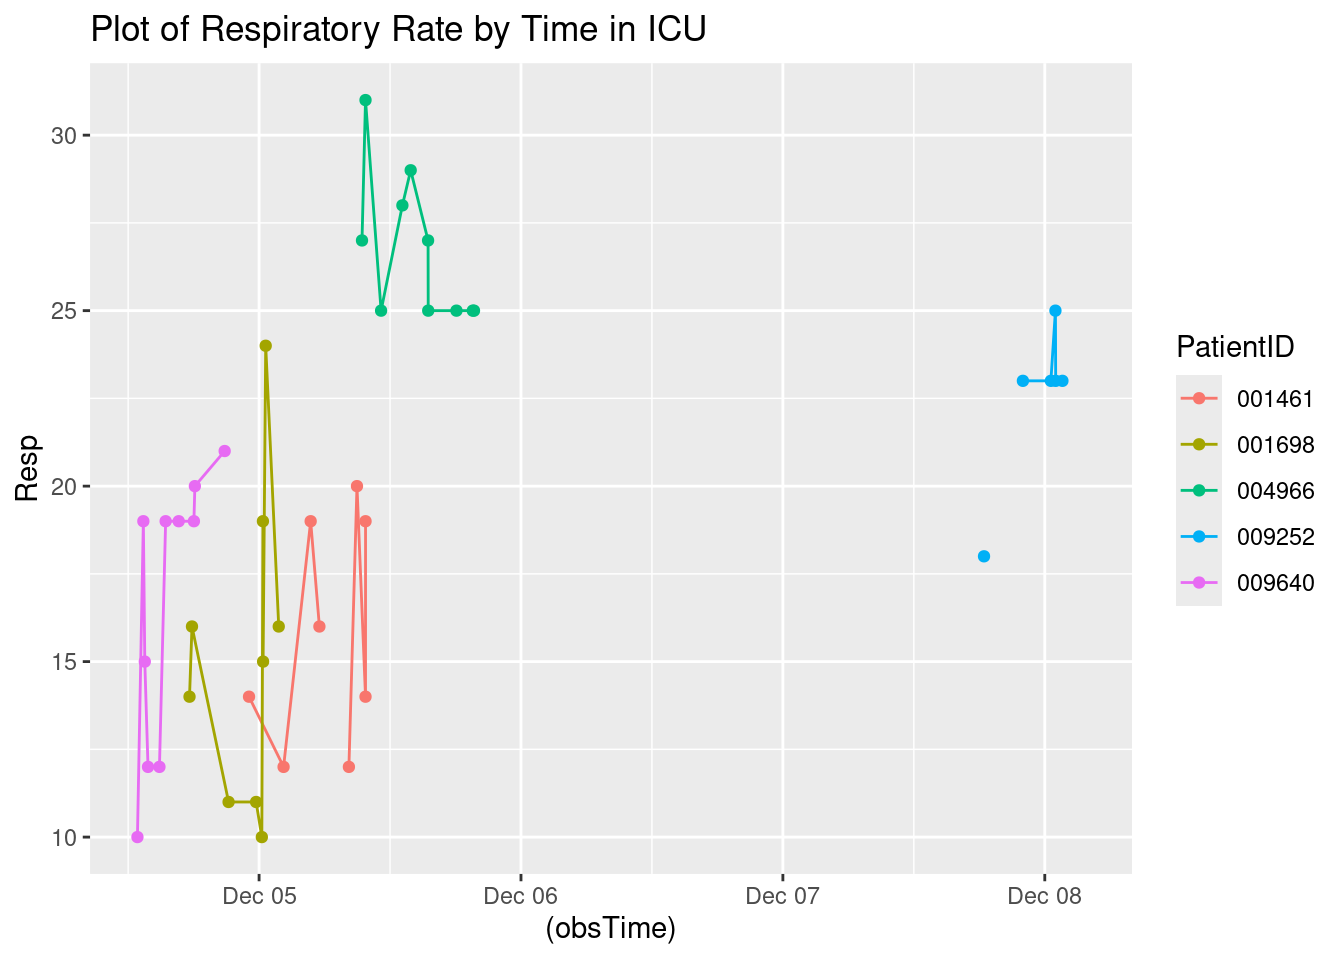 Plot of Respiratory Rate by Time in ICU
30
25
20
15
10
Resp
Dec 05
Dec 06
Dec 07
Dec 08
(obsTime)
PatientID
001461
001698
004966
009252
009640